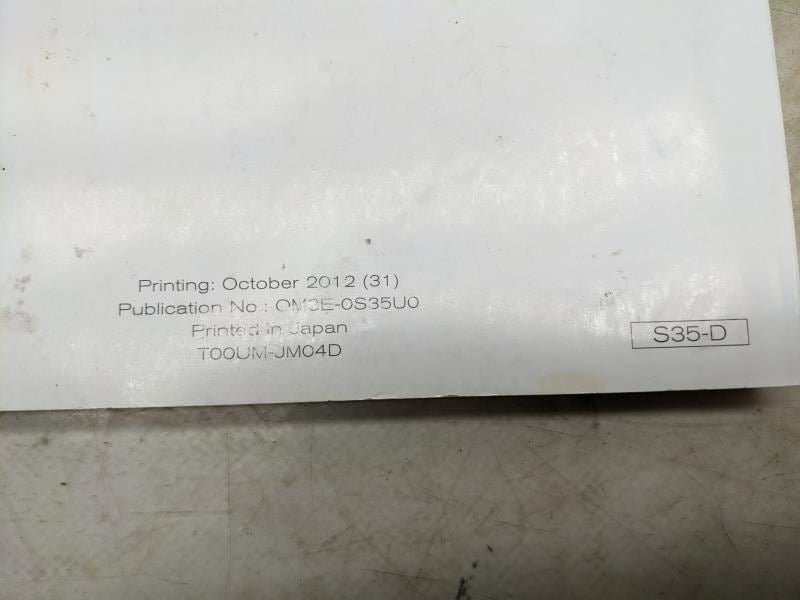 Printing: October 2012 (31)
Publication No.: OM3E-0S35U0
Printed in Japan
T00UM-JM04D
S35-D